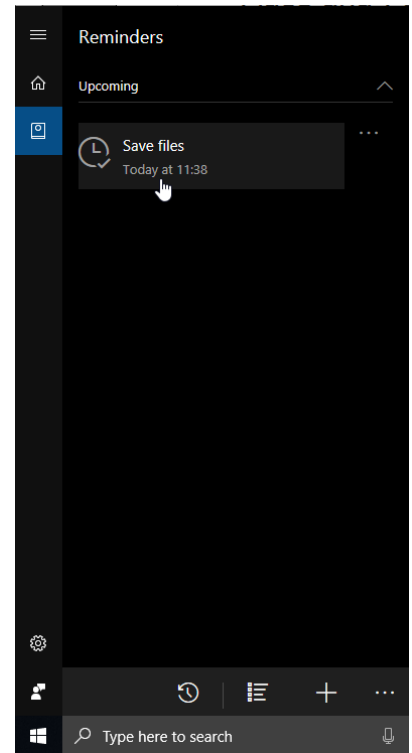 Reminders
Upcoming
Save files
Today at 11:38
Type here to search